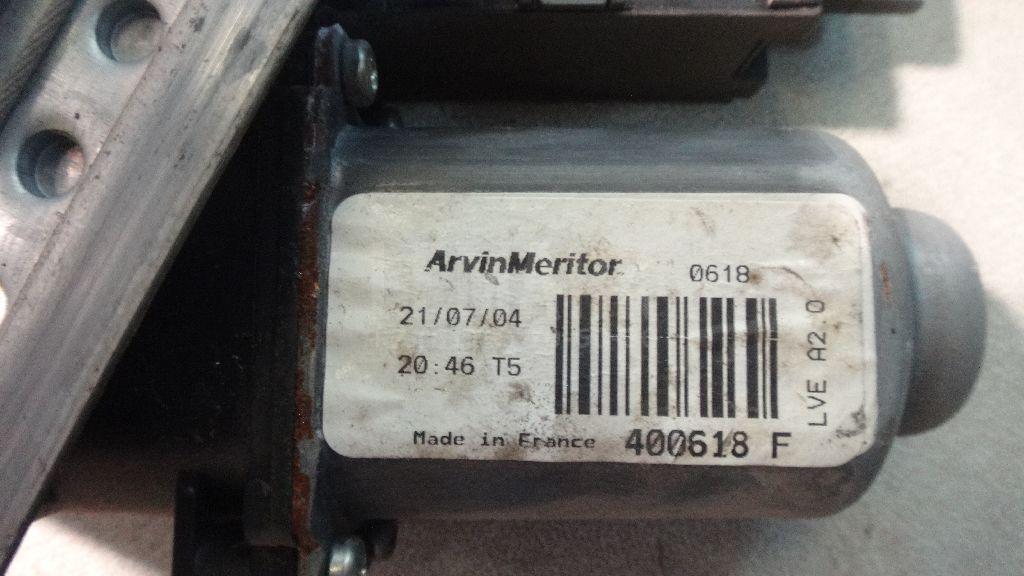 ArvinMeritor 0618
21/07/04
20:46 T5
Made in France 400618 F
LVE A2.0